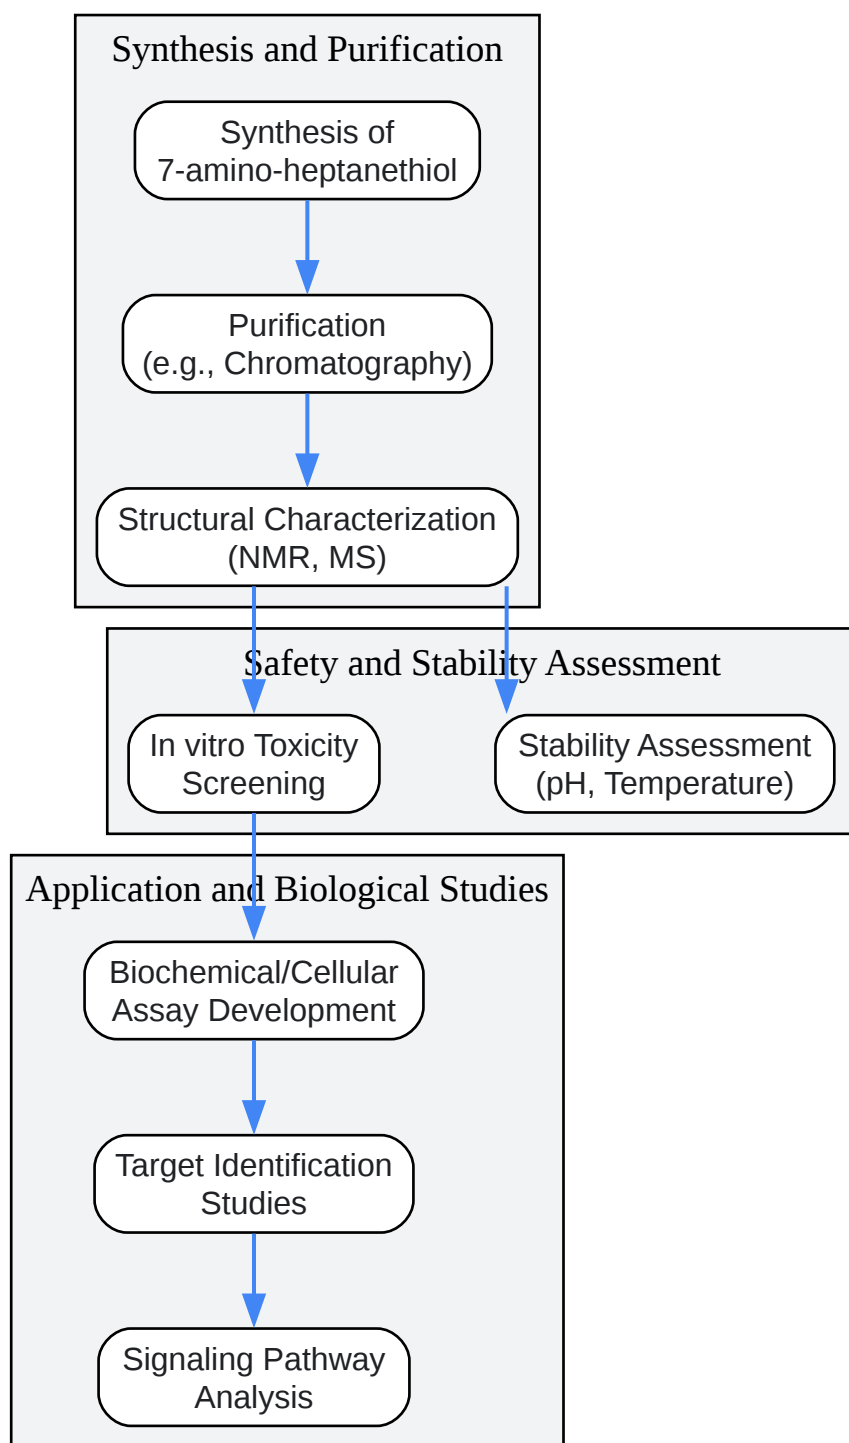 Synthesis and Purification
Synthesis of
7-amino-heptanethiol
Purification
(e.g., Chromatography)
Structural Characterization
(NMR, MS)
Safety and Stability Assessment
In vitro Toxicity
Screening
Stability Assessment
(pH, Temperature)
Application and Biological Studies
Biochemical/Cellular
Assay Development
Target Identification
Studies
Signaling Pathway
Analysis